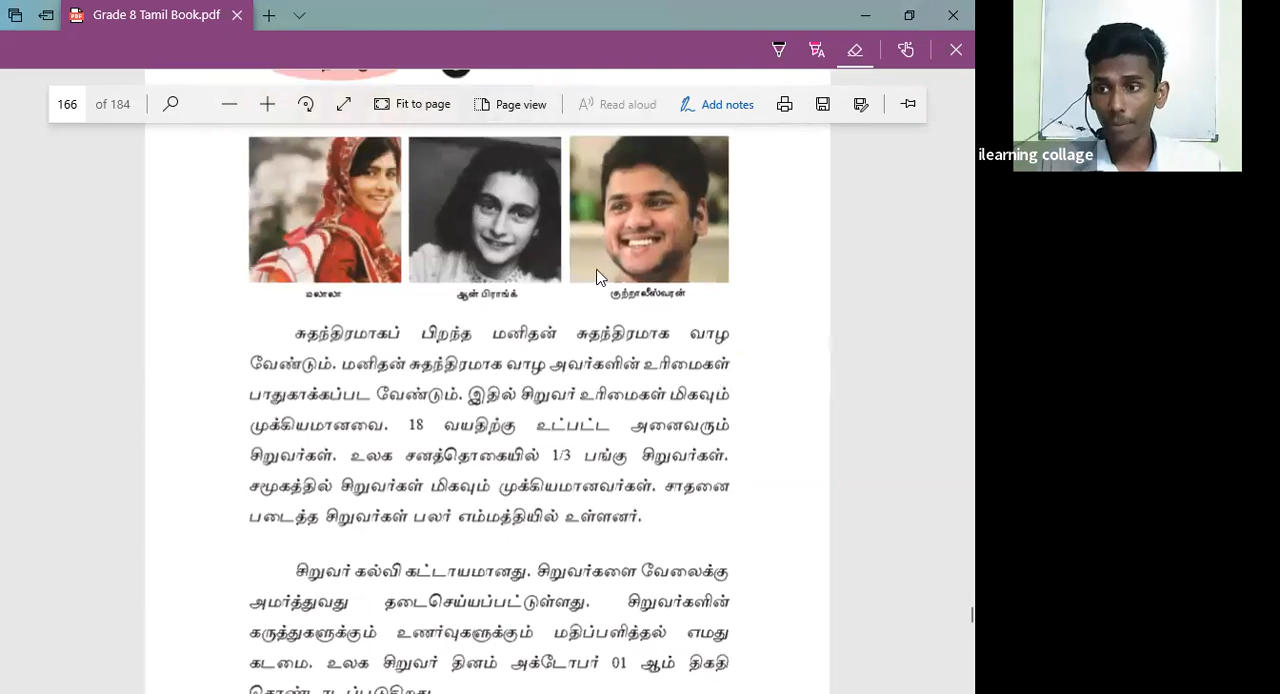 Grade 8 Tamil Book.pdf
166 of 184
Fit to page
Page view
Read aloud
Add notes
ilearning collage
மலாலா
ஆன் பிராங்க்
குற்றாலீஸ்வரன்
சுதந்திரமாகப் பிறந்த மனிதன் சுதந்திரமாக வாழ
வேண்டும். மனிதன் சுதந்திரமாக வாழ அவர்களின் உரிமைகள்
பாதுகாக்கப்பட வேண்டும். இதில் சிறுவர் உரிமைகள் மிகவும்
முக்கியமானவை. 18 வயதிற்கு உட்பட்ட அனைவரும்
சிறுவர்கள். உலக சனத்தொகையில் 1/3 பங்கு சிறுவர்கள்.
சமூகத்தில் சிறுவர்கள் மிகவும் முக்கியமானவர்கள். சாதனை
படைத்த சிறுவர்கள் பலர் எம்மத்தியில் உள்ளனர்.
சிறுவர் கல்வி கட்டாயமானது. சிறுவர்களை வேலைக்கு
அமர்த்துவது தடைசெய்யப்பட்டுள்ளது. சிறுவர்களின்
கருத்துகளுக்கும் உணர்வுகளுக்கும் மதிப்பளித்தல் எமது
கடமை. உலக சிறுவர் தினம் அக்டோபர் 01 ஆம் திகதி